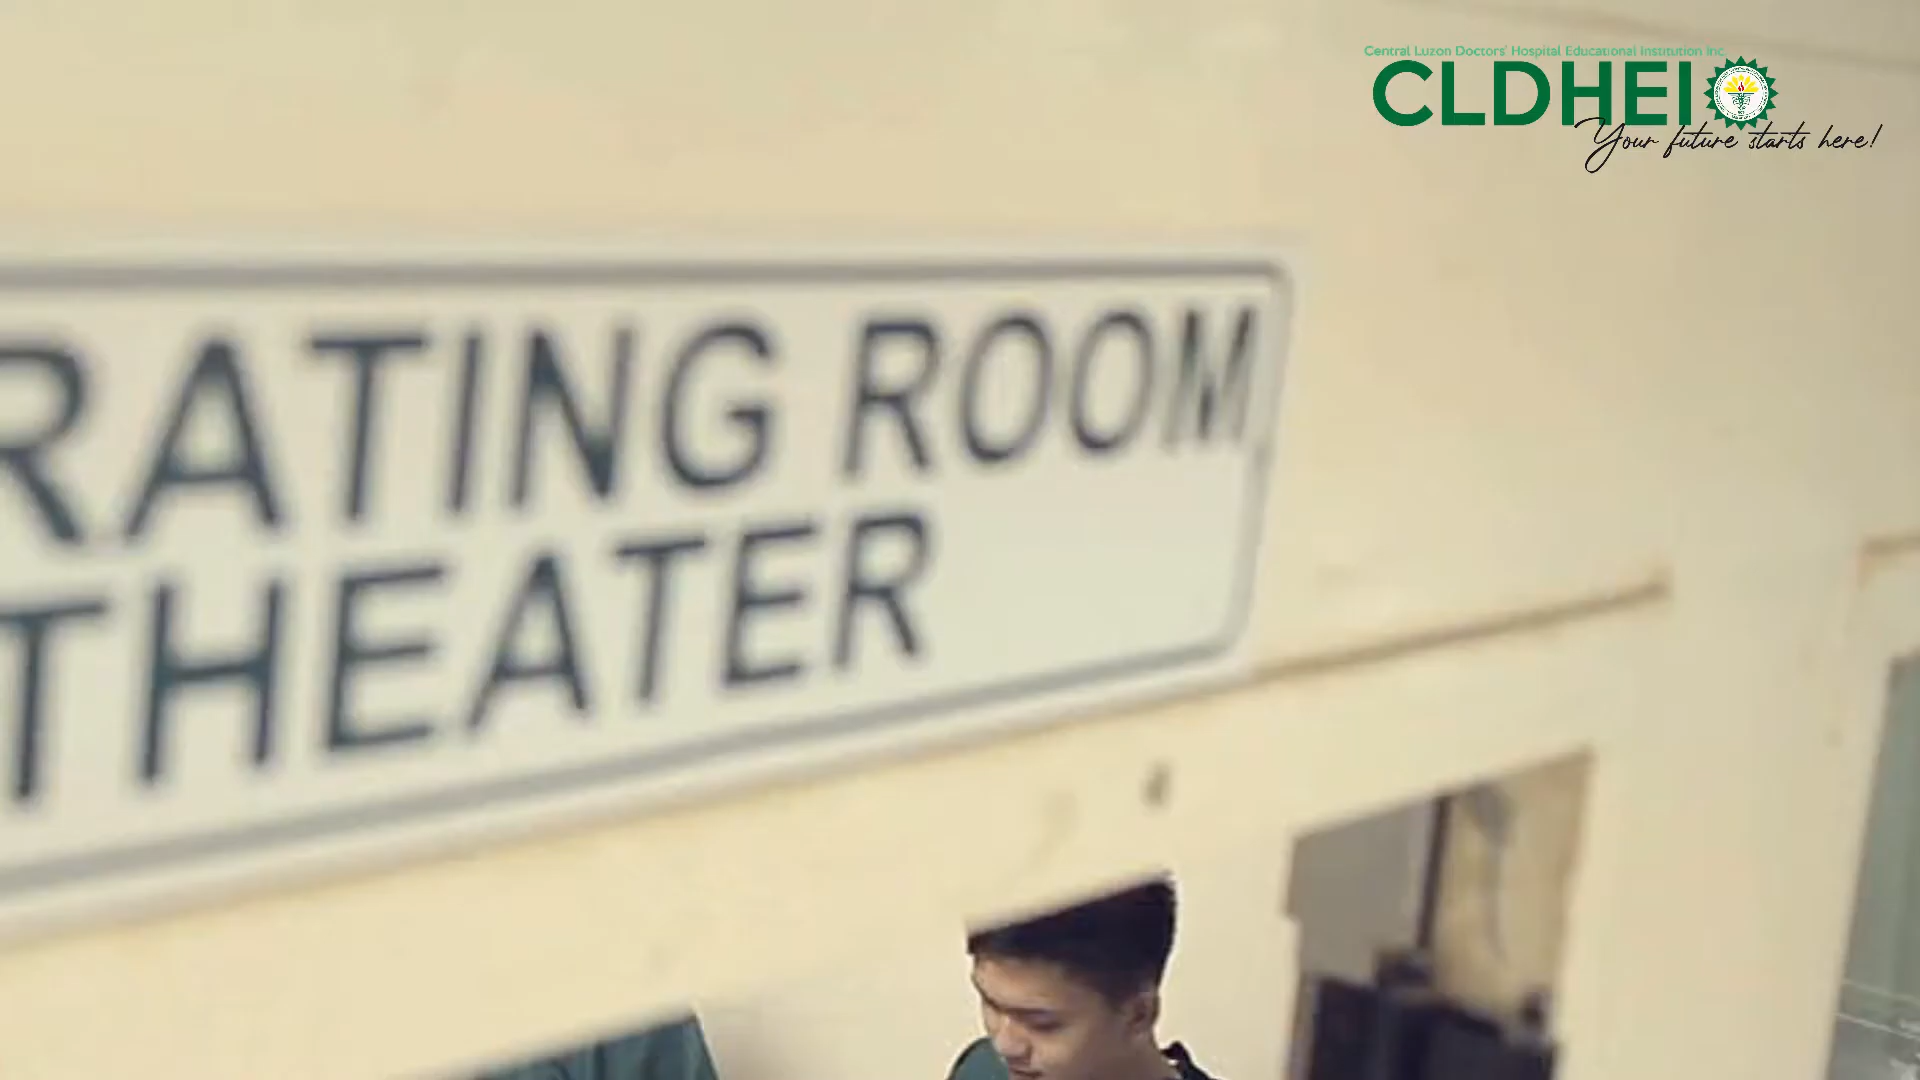 Central Luzon Doctors' Hospital Educational Institution Inc.
CLDHEI
Your future starts here!
RATING ROOM
THEATER